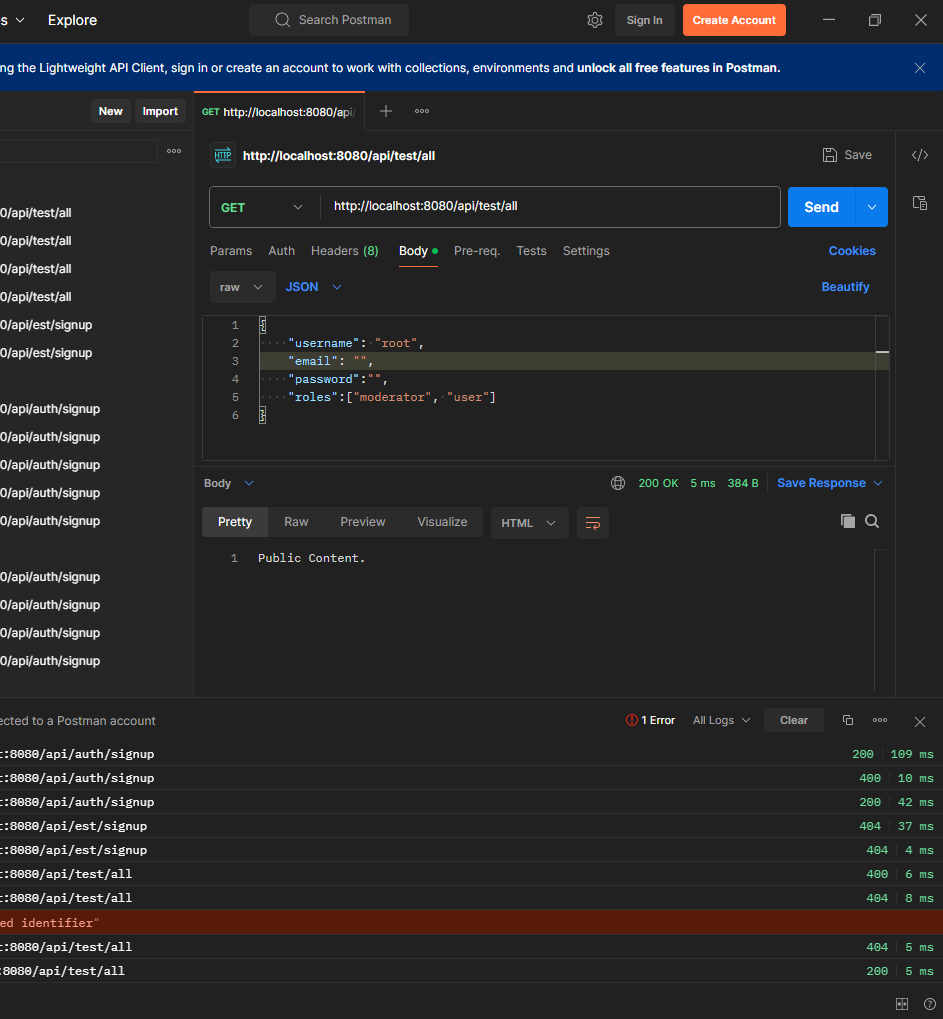 s Explore Search Postman Sign In Create Account
ng the Lightweight API Client, sign in or create an account to work with collections, environments and unlock all free features in Postman.
New Import GET http://localhost:8080/api/
HTTP http://localhost:8080/api/test/all Save
GET http://localhost:8080/api/test/all Send
Params Auth Headers (8) Body Pre-req. Tests Settings Cookies
raw JSON Beautify
0/api/test/all
0/api/test/all
0/api/test/all
0/api/test/all
0/api/est/signup
0/api/est/signup
0/api/auth/signup
0/api/auth/signup
0/api/auth/signup
0/api/auth/signup
0/api/auth/signup
0/api/auth/signup
0/api/auth/signup
0/api/auth/signup
0/api/auth/signup
1 {
2 "username": "root",
3 "email": "",
4 "password":"",
5 "roles":["moderator", "user"]
6 }
Body 200 OK 5 ms 384 B Save Response
Pretty Raw Preview Visualize HTML
1 Public Content.
ected to a Postman account 1 Error All Logs Clear
t:8080/api/auth/signup 200 109 ms
t:8080/api/auth/signup 400 10 ms
t:8080/api/auth/signup 200 42 ms
t:8080/api/est/signup 404 37 ms
t:8080/api/est/signup 404 4 ms
t:8080/api/test/all 400 6 ms
t:8080/api/test/all 404 8 ms
ed identifier"
t:8080/api/test/all 404 5 ms
:8080/api/test/all 200 5 ms